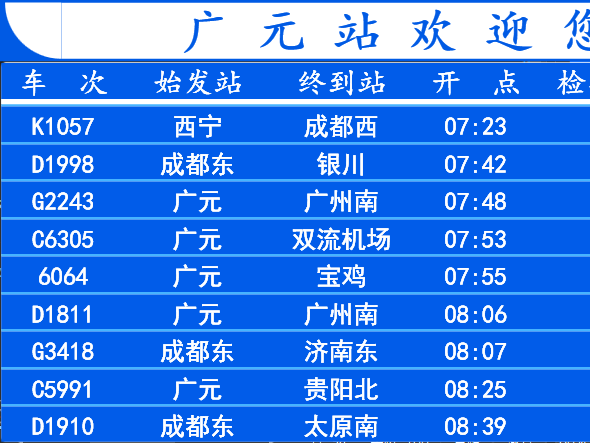 广元站欢迎您
车次 始发站 终到站 开点 检
K1057 西宁 成都西 07:23
D1998 成都东 银川 07:42
G2243 广元 广州南 07:48
C6305 广元 双流机场 07:53
6064 广元 宝鸡 07:55
D1811 广元 广州南 08:06
G3418 成都东 济南东 08:07
C5991 广元 贵阳北 08:25
D1910 成都东 太原南 08:39